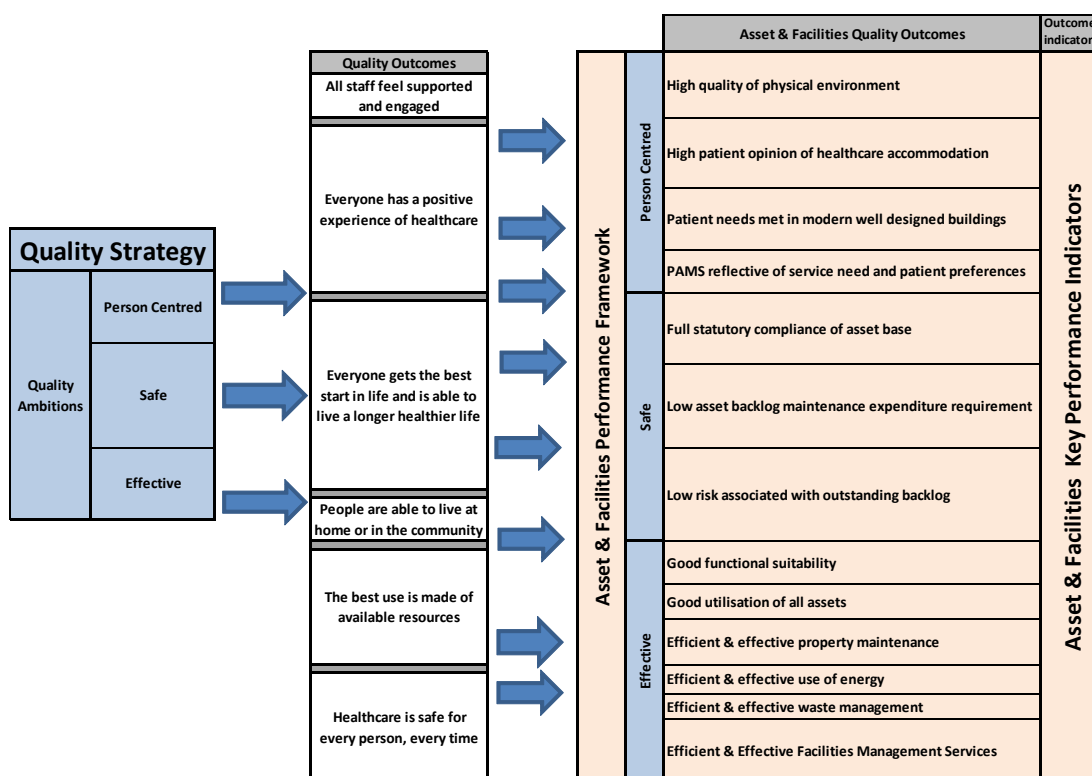 Quality Strategy
Quality
Ambitions
Person Centred
Safe
Effective
Quality Outcomes
All staff feel supported
and engaged
Everyone has a positive
experience of healthcare
Everyone gets the best
start in life and is able to
live a longer healthier life
People are able to live at
home or in the community
The best use is made of
available resources
Healthcare is safe for
every person, every time
Asset & Facilities Performance Framework
Asset & Facilities Quality Outcomes
Person Centred
High quality of physical environment
High patient opinion of healthcare accommodation
Patient needs met in modern well designed buildings
PAMS reflective of service need and patient preferences
Safe
Full statutory compliance of asset base
Low asset backlog maintenance expenditure requirement
Low risk associated with outstanding backlog
Effective
Good functional suitability
Good utilisation of all assets
Efficient & effective property maintenance
Efficient & effective use of energy
Efficient & effective waste management
Efficient & Effective Facilities Management Services
Outcome
indicator
Asset & Facilities Key Performance Indicators